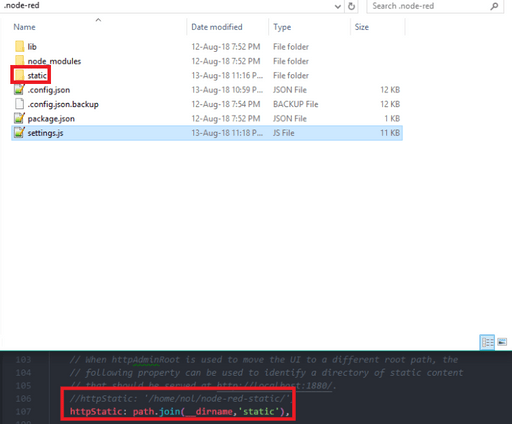 .node-red
Search .node-red
Name Date modified Type Size
lib 12-Aug-18 7:52 PM File folder
node_modules 12-Aug-18 7:52 PM File folder
static 13-Aug-18 11:16 P... File folder
.config.json 13-Aug-18 10:59 P... JSON File 12 KB
.config.json.backup 12-Aug-18 7:54 PM BACKUP File 12 KB
package.json 12-Aug-18 7:52 PM JSON File 1 KB
settings.js 13-Aug-18 11:18 P... JS File 11 KB
103 // When httpAdminRoot is used to move the UI to a different root path, the
104 // following property can be used to identify a directory of static content
105 // that should be served at http://localhost:1880/.
106 //httpStatic: '/home/nol/node-red-static/',
107 httpStatic: path.join(__dirname,'static'),